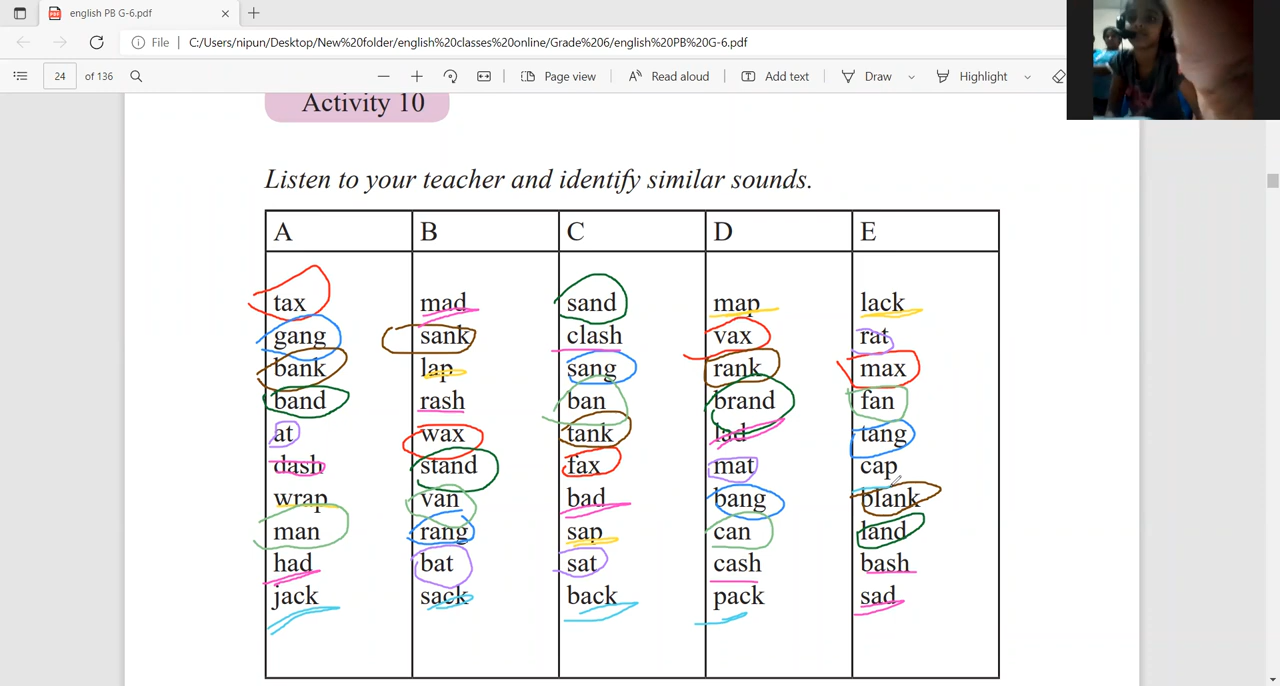 english PB G-6.pdf
File C:/Users/nipun/Desktop/New%20folder/english%20classes%20online/Grade%206/english%20PB%20G-6.pdf
24 of 136 Page view Read aloud Add text Draw Highlight
Activity 10
Listen to your teacher and identify similar sounds.
A B C D E
tax mad sand map lack
gang sank clash vax rat
bank lap sang rank max
band rash ban brand fan
at wax tank lad tang
dash stand fax mat cap
wrap van bad bang blank
man rang sap can land
had bat sat cash bash
jack sack back pack sad